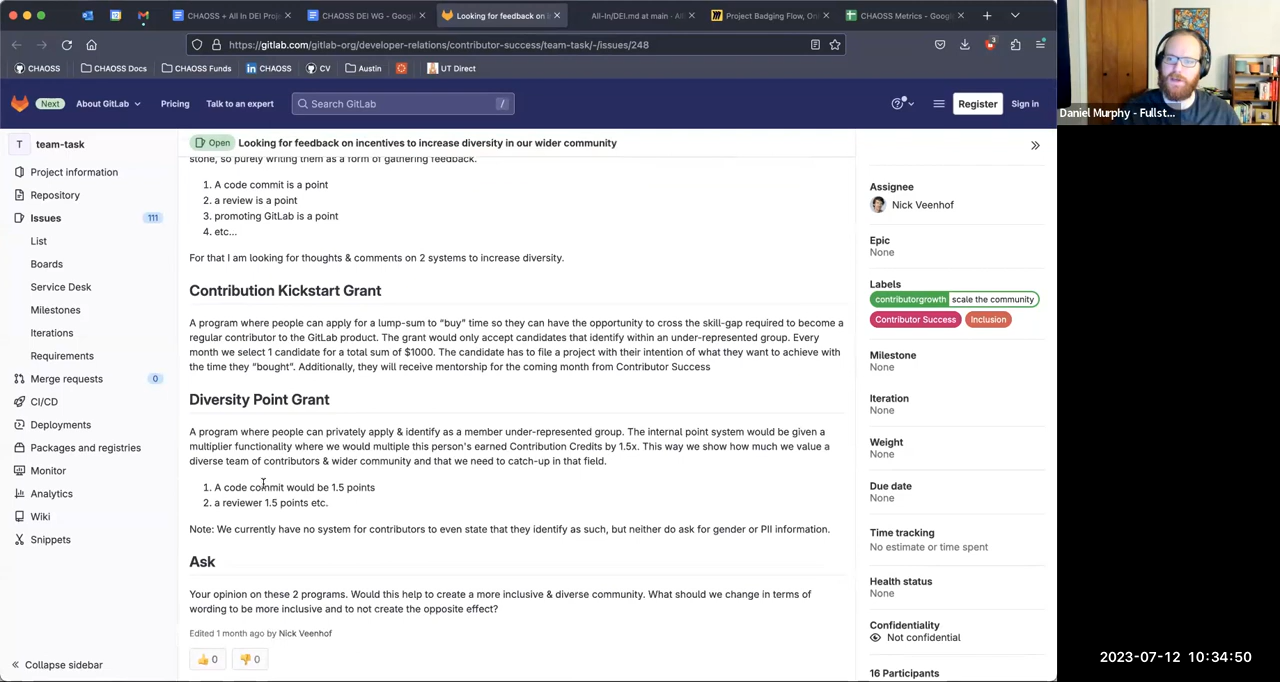 CHAOSS + All In DEI Proj
CHAOSS DEI WG - Google
Looking for feedback on
All-In/DEI.md at main · All
Project Badging Flow, Onl
CHAOSS Metrics - Google
https://gitlab.com/gitlab-org/developer-relations/contributor-success/team-task/-/issues/248
3
CHAOSS
CHAOSS Docs
CHAOSS Funds
CHAOSS
CV
Austin
UT Direct
Daniel Murphy - Fullst...
Next
About GitLab
Pricing
Talk to an expert
Search GitLab
/
Register
Sign in
T
team-task
Project information
Repository
Issues
111
List
Boards
Service Desk
Milestones
Iterations
Requirements
Merge requests
0
CI/CD
Deployments
Packages and registries
Monitor
Analytics
Wiki
Snippets
Collapse sidebar
Open
Looking for feedback on incentives to increase diversity in our wider community
stone, so purely writing them as a form of gathering feedback.
1. A code commit is a point
2. a review is a point
3. promoting GitLab is a point
4. etc...
For that I am looking for thoughts & comments on 2 systems to increase diversity.
Contribution Kickstart Grant
A program where people can apply for a lump-sum to "buy" time so they can have the opportunity to cross the skill-gap required to become a
regular contributor to the GitLab product. The grant would only accept candidates that identify within an under-represented group. Every
month we select 1 candidate for a total sum of $1000. The candidate has to file a project with their intention of what they want to achieve with
the time they "bought". Additionally, they will receive mentorship for the coming month from Contributor Success
Diversity Point Grant
A program where people can privately apply & identify as a member under-represented group. The internal point system would be given a
multiplier functionality where we would multiple this person's earned Contribution Credits by 1.5x. This way we show how much we value a
diverse team of contributors & wider community and that we need to catch-up in that field.
1. A code commit would be 1.5 points
2. a reviewer 1.5 points etc.
Note: We currently have no system for contributors to even state that they identify as such, but neither do ask for gender or PII information.
Ask
Your opinion on these 2 programs. Would this help to create a more inclusive & diverse community. What should we change in terms of
wording to be more inclusive and to not create the opposite effect?
Edited 1 month ago by Nick Veenhof
0
0
Assignee
Nick Veenhof
Epic
None
Labels
contributorgrowth scale the community
Contributor Success
Inclusion
Milestone
None
Iteration
None
Weight
None
Due date
None
Time tracking
No estimate or time spent
Health status
None
Confidentiality
Not confidential
16 Participants
2023-07-12 10:34:50